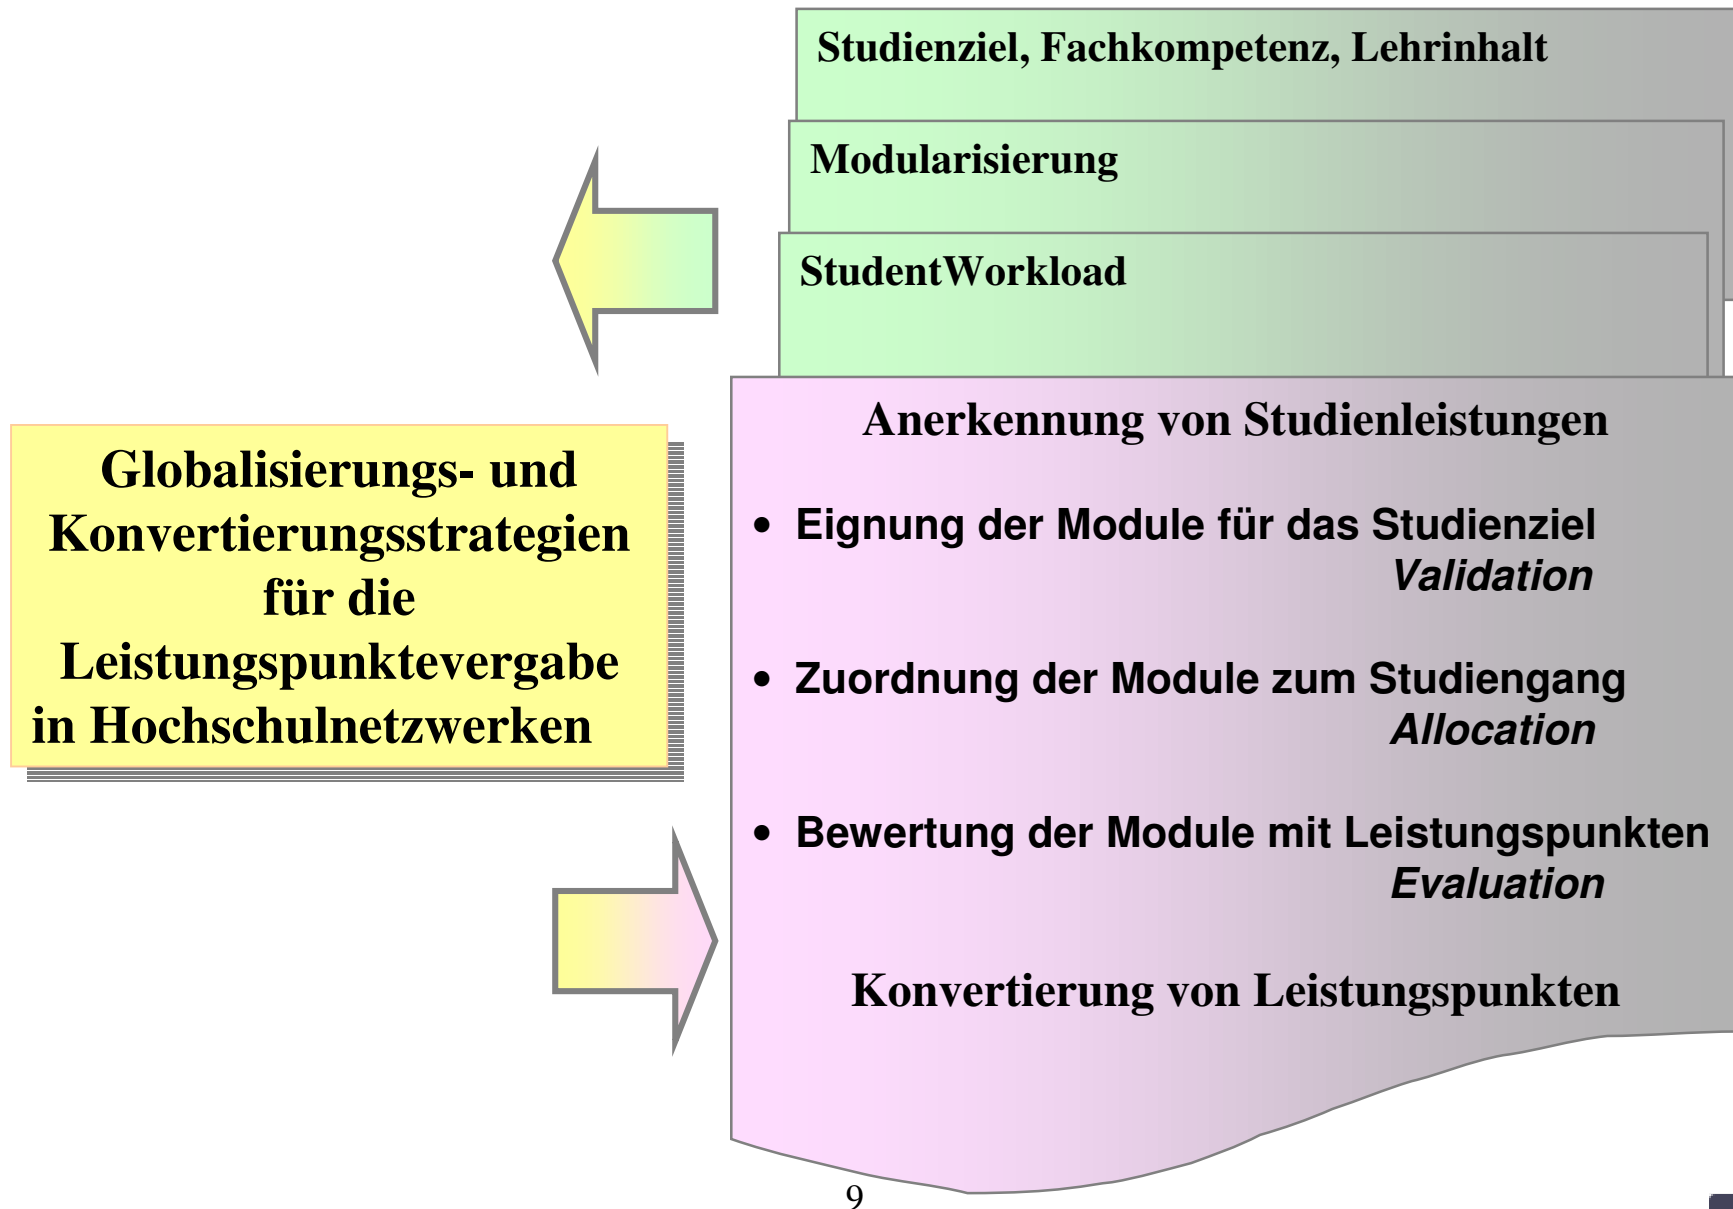 Studienziel, Fachkompetenz, Lehrinhalt
Modularisierung
StudentWorkload
Globalisierungs- und
Konvertierungsstrategien
für die
Leistungspunktevergabe
in Hochschulnetzwerken
Anerkennung von Studienleistungen
• Eignung der Module für das Studienziel
Validation
• Zuordnung der Module zum Studiengang
Allocation
• Bewertung der Module mit Leistungspunkten
Evaluation
Konvertierung von Leistungspunkten
9